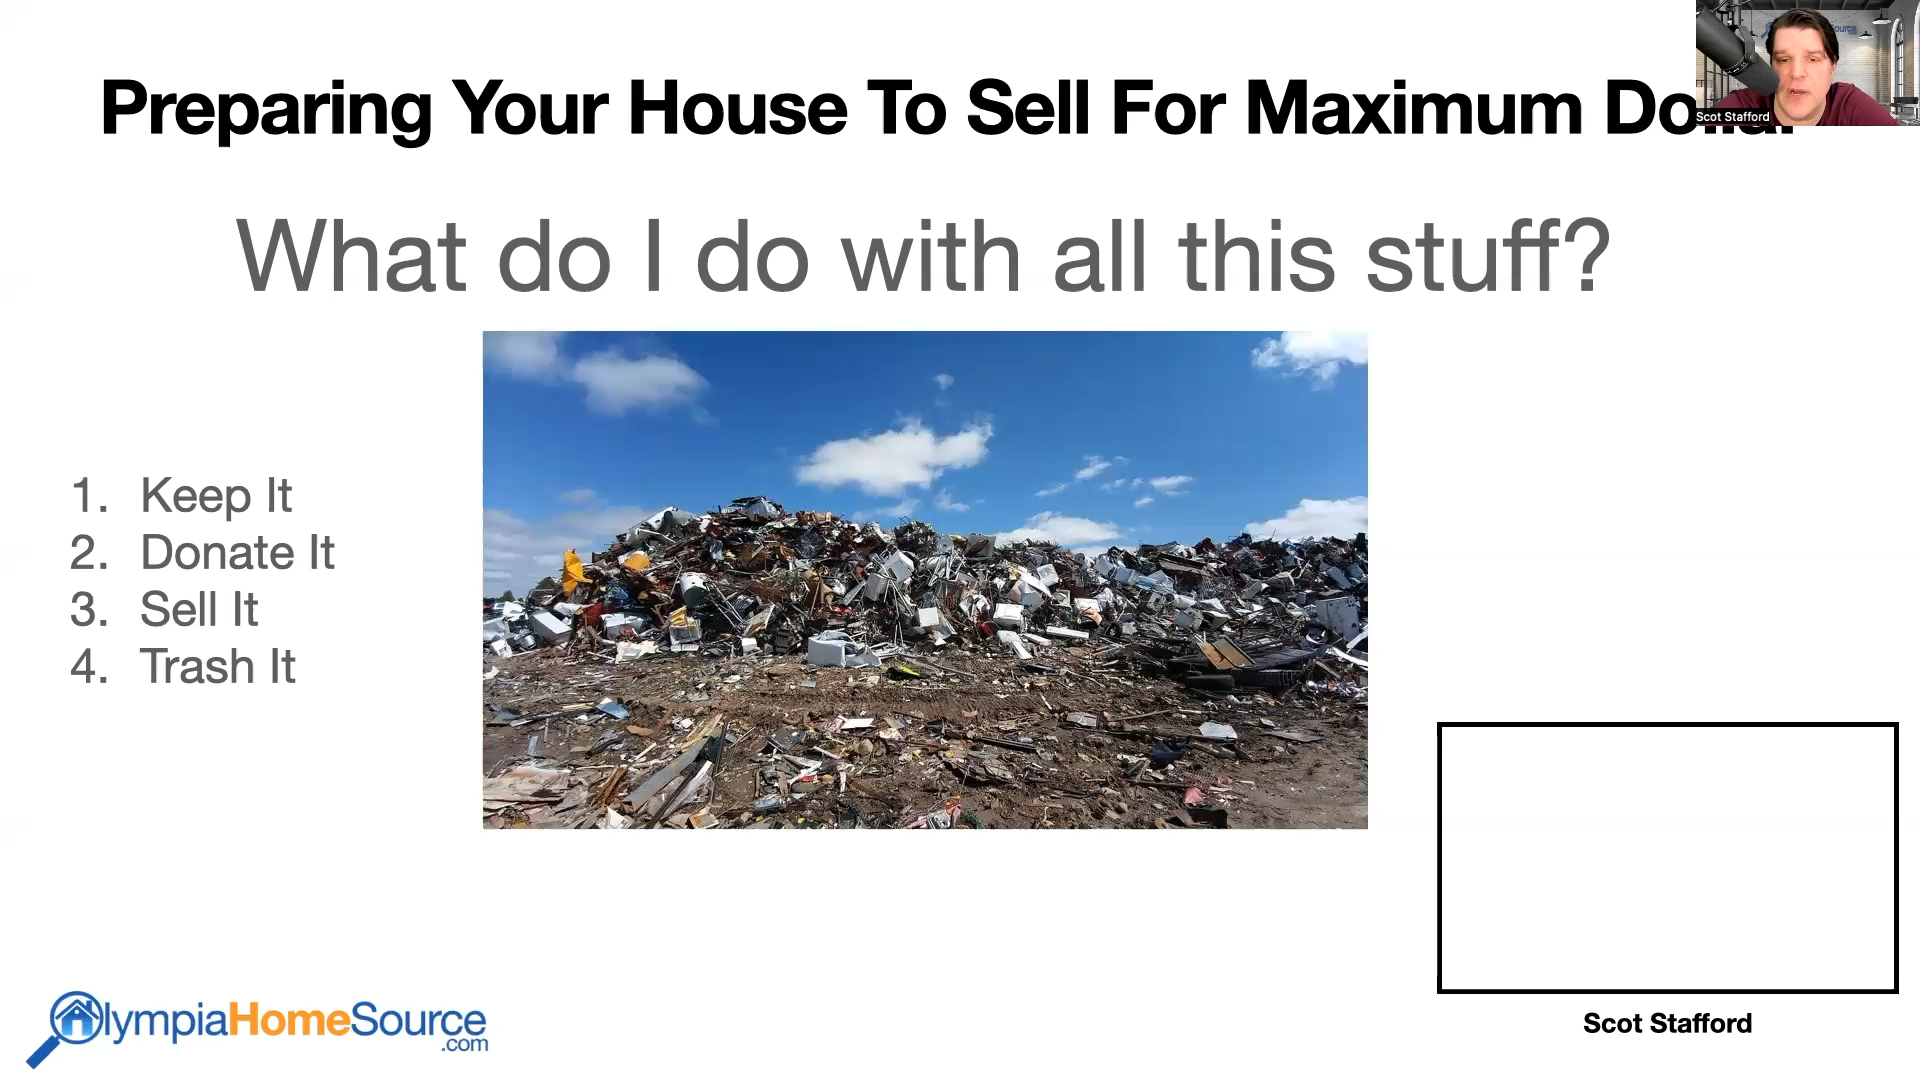 Preparing Your House To Sell For Maximum Dollar
Scot Stafford
What do I do with all this stuff?
1. Keep It
2. Donate It
3. Sell It
4. Trash It
OlympiaHomeSource
.com
Scot Stafford